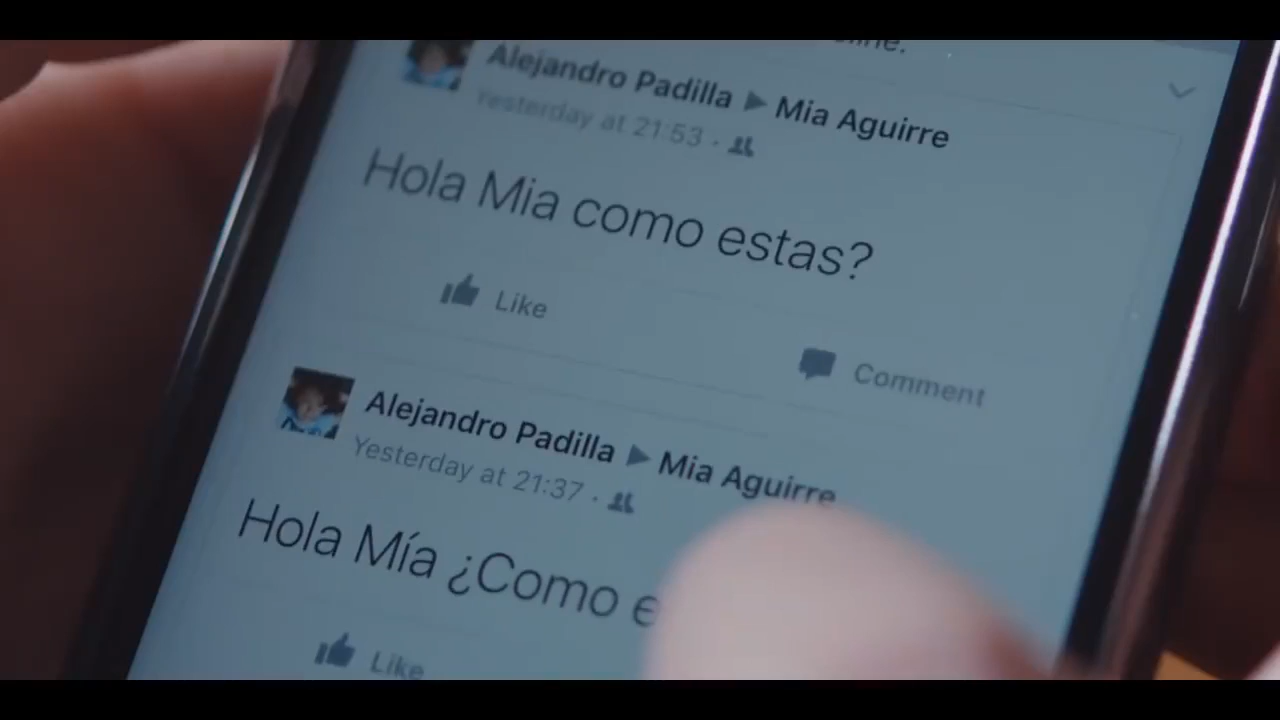 Alejandro Padilla ▶ Mia Aguirre
Yesterday at 21:53 ·
Hola Mia como estas?
Like
Comment
Alejandro Padilla ▶ Mia Aguirre
Yesterday at 21:37 ·
Hola Mía ¿Como
Like